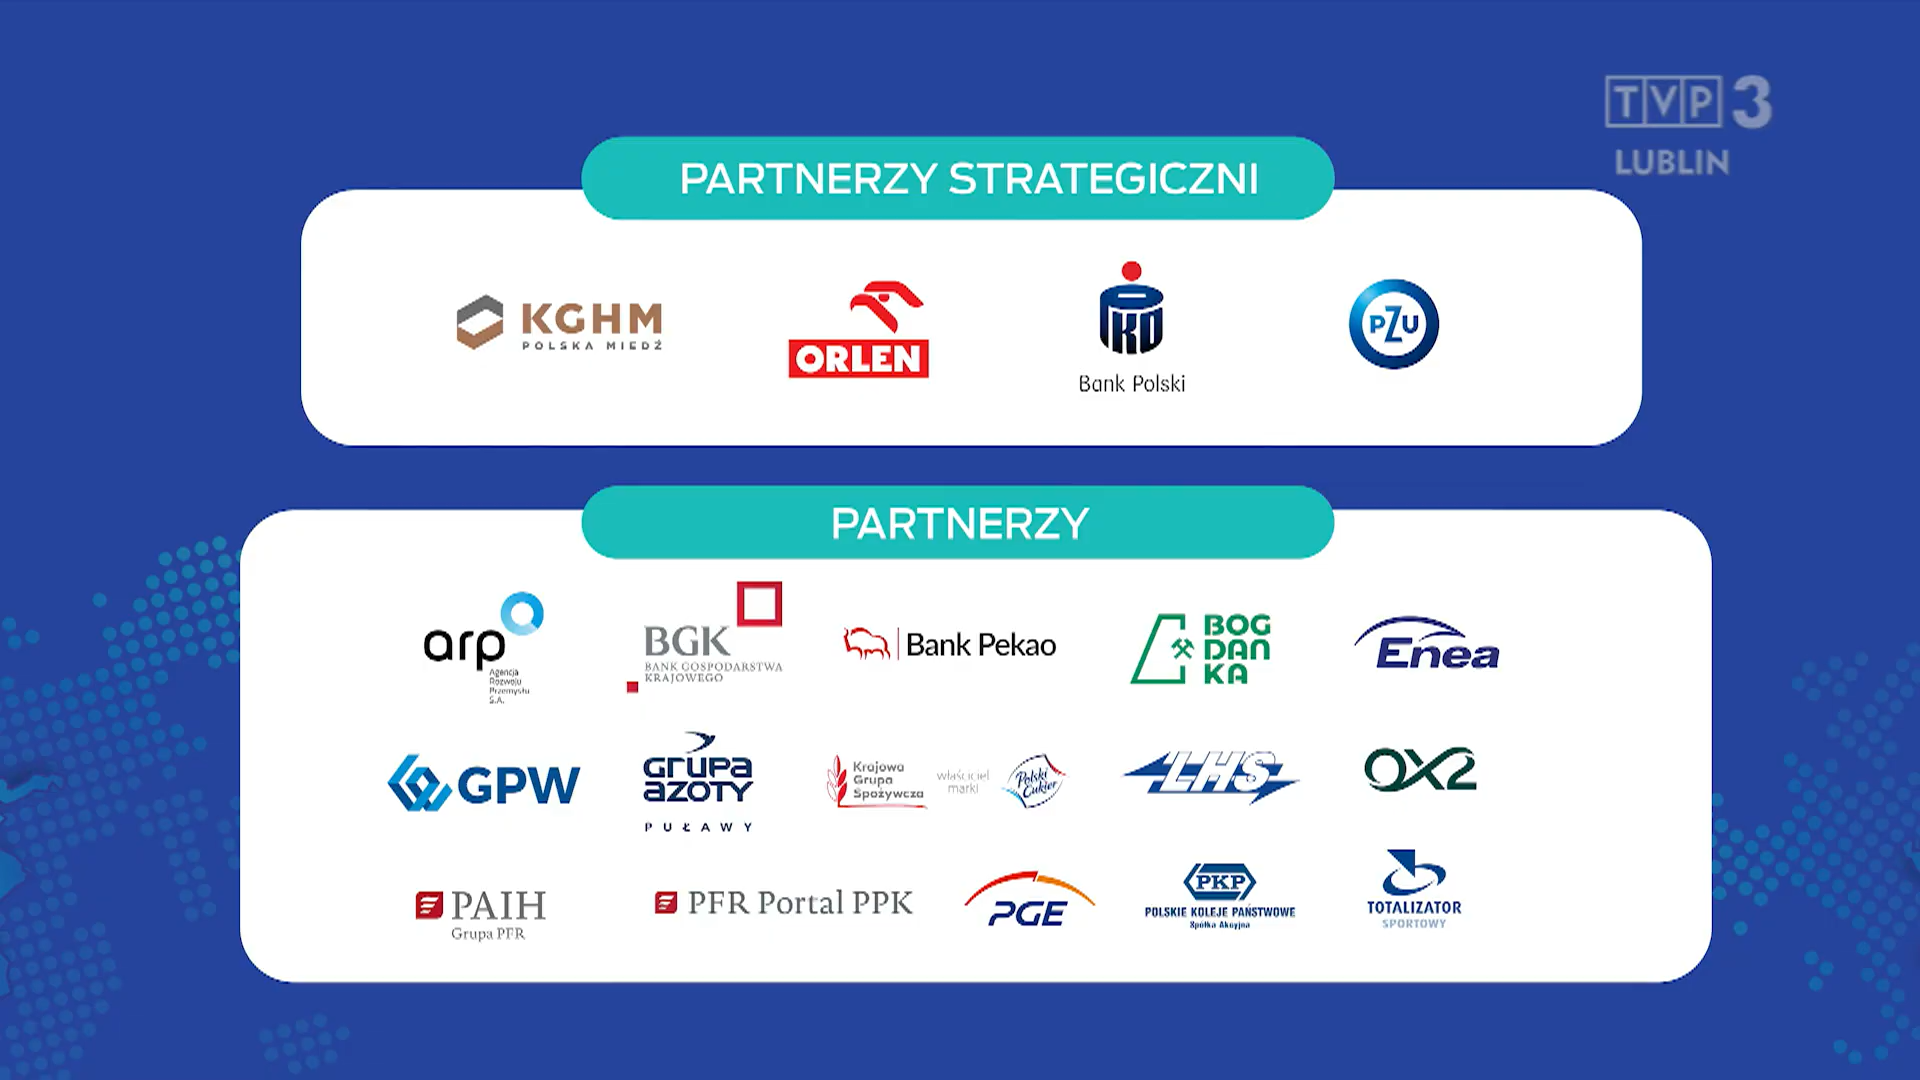 TVP 3
LUBLIN
PARTNERZY STRATEGICZNI
KGHM
POLSKA MIEDŹ
ORLEN
PKO
Bank Polski
PZU
PARTNERZY
arp
Agencja
Rozwoju
Przemysłu
S.A.
BGK
BANK GOSPODARSTWA
KRAJOWEGO
Bank Pekao
BOG
DAN
KA
Enea
GPW
GRUPA
AZOTY
PUŁAWY
Krajowa
Grupa
Spożywcza
właściciel
marki
Polski
Cukier
LHS
OX2
PAIH
Grupa PFR
PFR Portal PPK
PGE
PKP
POLSKIE KOLEJE PAŃSTWOWE
Spółka Akcyjna
TOTALIZATOR
SPORTOWY